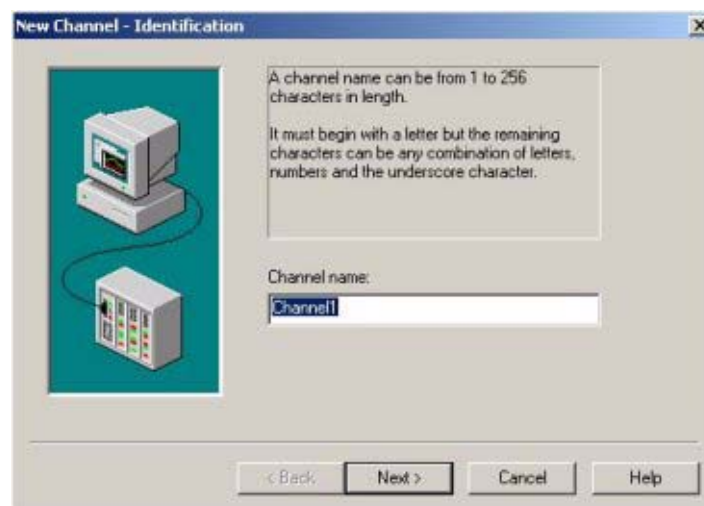 New Channel - Identification
A channel name can be from 1 to 256
characters in length.
It must begin with a letter but the remaining
characters can be any combination of letters,
numbers and the underscore character.
Channel name:
Channel1
< Back
Next >
Cancel
Help